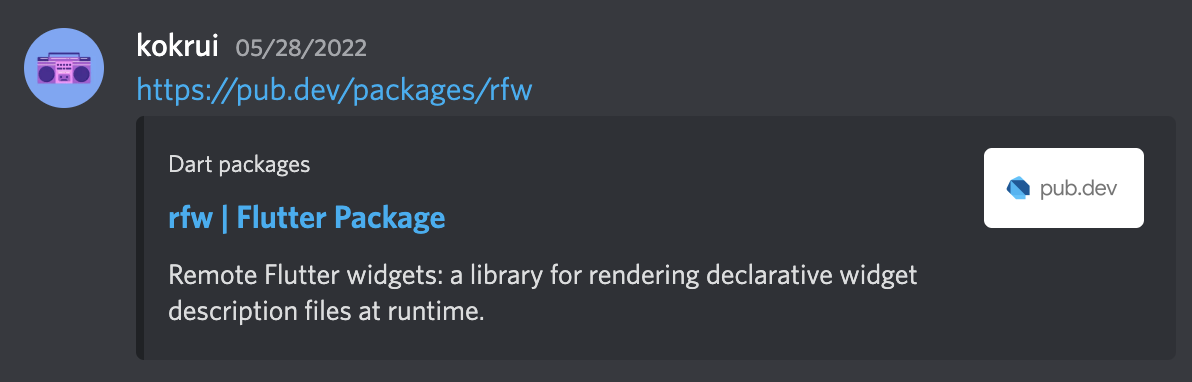 kokrui 05/28/2022
https://pub.dev/packages/rfw
Dart packages
pub.dev
rfw | Flutter Package
Remote Flutter widgets: a library for rendering declarative widget
description files at runtime.